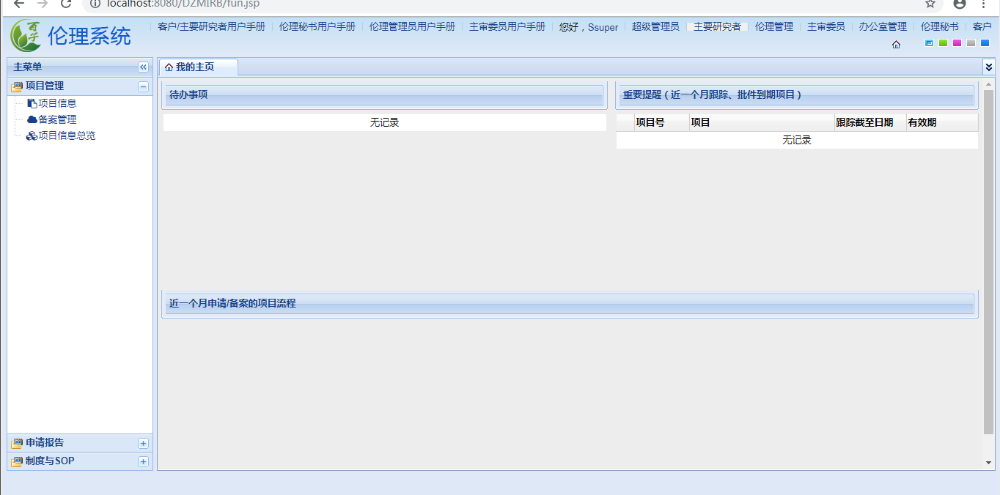 localhost:8080/DZMIRB/fun.jsp
百子
伦理系统
客户/主要研究者用户手册 伦理秘书用户手册 伦理管理员用户手册 主审委员用户手册 您好，Ssuper 超级管理员 主要研究者 伦理管理 主审委员 办公室管理 伦理秘书 客户
主菜单
项目管理
项目信息
备案管理
项目信息总览
申请报告
制度与SOP
我的主页
待办事项
无记录
重要提醒（近一个月跟踪、批件到期项目）
项目号 项目 跟踪截至日期 有效期
无记录
近一个月申请/备案的项目流程